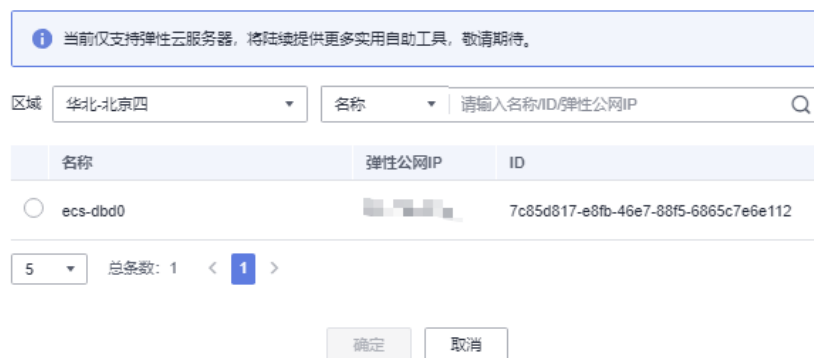 当前仅支持弹性云服务器，将陆续提供更多实用自助工具，敬请期待。
区域 华北-北京四 名称 请输入名称/ID/弹性公网IP
名称 弹性公网IP ID
ecs-dbd0 7c85d817-e8fb-46e7-88f5-6865c7e6e112
5 总条数：1 < 1 >
确定 取消